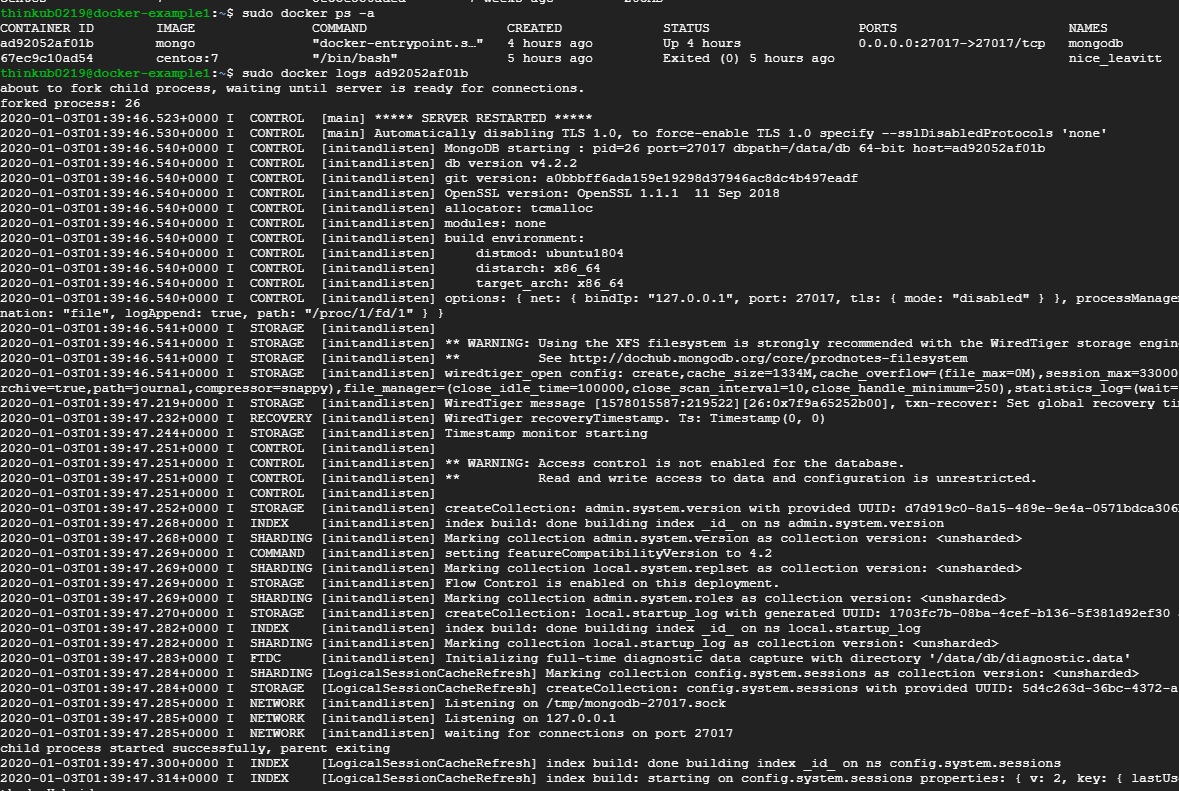 thinkub0219@docker-example1:~$ sudo docker ps -a
CONTAINER ID        IMAGE               COMMAND                  CREATED             STATUS                     PORTS                      NAMES
ad92052af01b        mongo               "docker-entrypoint.s…"   4 hours ago         Up 4 hours                 0.0.0.0:27017->27017/tcp   mongodb
67ec9c10ad54        centos:7            "/bin/bash"              5 hours ago         Exited (0) 5 hours ago                                nice_leavitt
thinkub0219@docker-example1:~$ sudo docker logs ad92052af01b
about to fork child process, waiting until server is ready for connections.
forked process: 26
2020-01-03T01:39:46.523+0000 I  CONTROL  [main] ***** SERVER RESTARTED *****
2020-01-03T01:39:46.530+0000 I  CONTROL  [main] Automatically disabling TLS 1.0, to force-enable TLS 1.0 specify --sslDisabledProtocols 'none'
2020-01-03T01:39:46.540+0000 I  CONTROL  [initandlisten] MongoDB starting : pid=26 port=27017 dbpath=/data/db 64-bit host=ad92052af01b
2020-01-03T01:39:46.540+0000 I  CONTROL  [initandlisten] db version v4.2.2
2020-01-03T01:39:46.540+0000 I  CONTROL  [initandlisten] git version: a0bbbff6ada159e19298d37946ac8dc4b497eadf
2020-01-03T01:39:46.540+0000 I  CONTROL  [initandlisten] OpenSSL version: OpenSSL 1.1.1  11 Sep 2018
2020-01-03T01:39:46.540+0000 I  CONTROL  [initandlisten] allocator: tcmalloc
2020-01-03T01:39:46.540+0000 I  CONTROL  [initandlisten] modules: none
2020-01-03T01:39:46.540+0000 I  CONTROL  [initandlisten] build environment:
2020-01-03T01:39:46.540+0000 I  CONTROL  [initandlisten]     distmod: ubuntu1804
2020-01-03T01:39:46.540+0000 I  CONTROL  [initandlisten]     distarch: x86_64
2020-01-03T01:39:46.540+0000 I  CONTROL  [initandlisten]     target_arch: x86_64
2020-01-03T01:39:46.540+0000 I  CONTROL  [initandlisten] options: { net: { bindIp: "127.0.0.1", port: 27017, tls: { mode: "disabled" } }, processManage
nation: "file", logAppend: true, path: "/proc/1/fd/1" } }
2020-01-03T01:39:46.541+0000 I  STORAGE  [initandlisten]
2020-01-03T01:39:46.541+0000 I  STORAGE  [initandlisten] ** WARNING: Using the XFS filesystem is strongly recommended with the WiredTiger storage engin
2020-01-03T01:39:46.541+0000 I  STORAGE  [initandlisten] **          See http://dochub.mongodb.org/core/prodnotes-filesystem
2020-01-03T01:39:46.541+0000 I  STORAGE  [initandlisten] wiredtiger_open config: create,cache_size=1334M,cache_overflow=(file_max=0M),session_max=33000
rchive=true,path=journal,compressor=snappy),file_manager=(close_idle_time=100000,close_scan_interval=10,close_handle_minimum=250),statistics_log=(wait=
2020-01-03T01:39:47.219+0000 I  STORAGE  [initandlisten] WiredTiger message [1578015587:219522][26:0x7f9a65252b00], txn-recover: Set global recovery ti
2020-01-03T01:39:47.232+0000 I  RECOVERY [initandlisten] WiredTiger recoveryTimestamp. Ts: Timestamp(0, 0)
2020-01-03T01:39:47.244+0000 I  STORAGE  [initandlisten] Timestamp monitor starting
2020-01-03T01:39:47.251+0000 I  CONTROL  [initandlisten]
2020-01-03T01:39:47.251+0000 I  CONTROL  [initandlisten] ** WARNING: Access control is not enabled for the database.
2020-01-03T01:39:47.251+0000 I  CONTROL  [initandlisten] **          Read and write access to data and configuration is unrestricted.
2020-01-03T01:39:47.251+0000 I  CONTROL  [initandlisten]
2020-01-03T01:39:47.252+0000 I  STORAGE  [initandlisten] createCollection: admin.system.version with provided UUID: d7d919c0-8a15-489e-9e4a-0571bdca306
2020-01-03T01:39:47.268+0000 I  INDEX    [initandlisten] index build: done building index _id_ on ns admin.system.version
2020-01-03T01:39:47.268+0000 I  SHARDING [initandlisten] Marking collection admin.system.version as collection version: <unsharded>
2020-01-03T01:39:47.269+0000 I  COMMAND  [initandlisten] setting featureCompatibilityVersion to 4.2
2020-01-03T01:39:47.269+0000 I  SHARDING [initandlisten] Marking collection local.system.replset as collection version: <unsharded>
2020-01-03T01:39:47.269+0000 I  STORAGE  [initandlisten] Flow Control is enabled on this deployment.
2020-01-03T01:39:47.269+0000 I  SHARDING [initandlisten] Marking collection admin.system.roles as collection version: <unsharded>
2020-01-03T01:39:47.270+0000 I  STORAGE  [initandlisten] createCollection: local.startup_log with generated UUID: 1703fc7b-08ba-4cef-b136-5f381d92ef30
2020-01-03T01:39:47.282+0000 I  INDEX    [initandlisten] index build: done building index _id_ on ns local.startup_log
2020-01-03T01:39:47.282+0000 I  SHARDING [initandlisten] Marking collection local.startup_log as collection version: <unsharded>
2020-01-03T01:39:47.283+0000 I  FTDC     [initandlisten] Initializing full-time diagnostic data capture with directory '/data/db/diagnostic.data'
2020-01-03T01:39:47.284+0000 I  SHARDING [LogicalSessionCacheRefresh] Marking collection config.system.sessions as collection version: <unsharded>
2020-01-03T01:39:47.284+0000 I  STORAGE  [LogicalSessionCacheRefresh] createCollection: config.system.sessions with provided UUID: 5d4c263d-36bc-4372-a
2020-01-03T01:39:47.285+0000 I  NETWORK  [initandlisten] Listening on /tmp/mongodb-27017.sock
2020-01-03T01:39:47.285+0000 I  NETWORK  [initandlisten] Listening on 127.0.0.1
2020-01-03T01:39:47.285+0000 I  NETWORK  [initandlisten] waiting for connections on port 27017
child process started successfully, parent exiting
2020-01-03T01:39:47.300+0000 I  INDEX    [LogicalSessionCacheRefresh] index build: done building index _id_ on ns config.system.sessions
2020-01-03T01:39:47.314+0000 I  INDEX    [LogicalSessionCacheRefresh] index build: starting on config.system.sessions properties: { v: 2, key: { lastUs